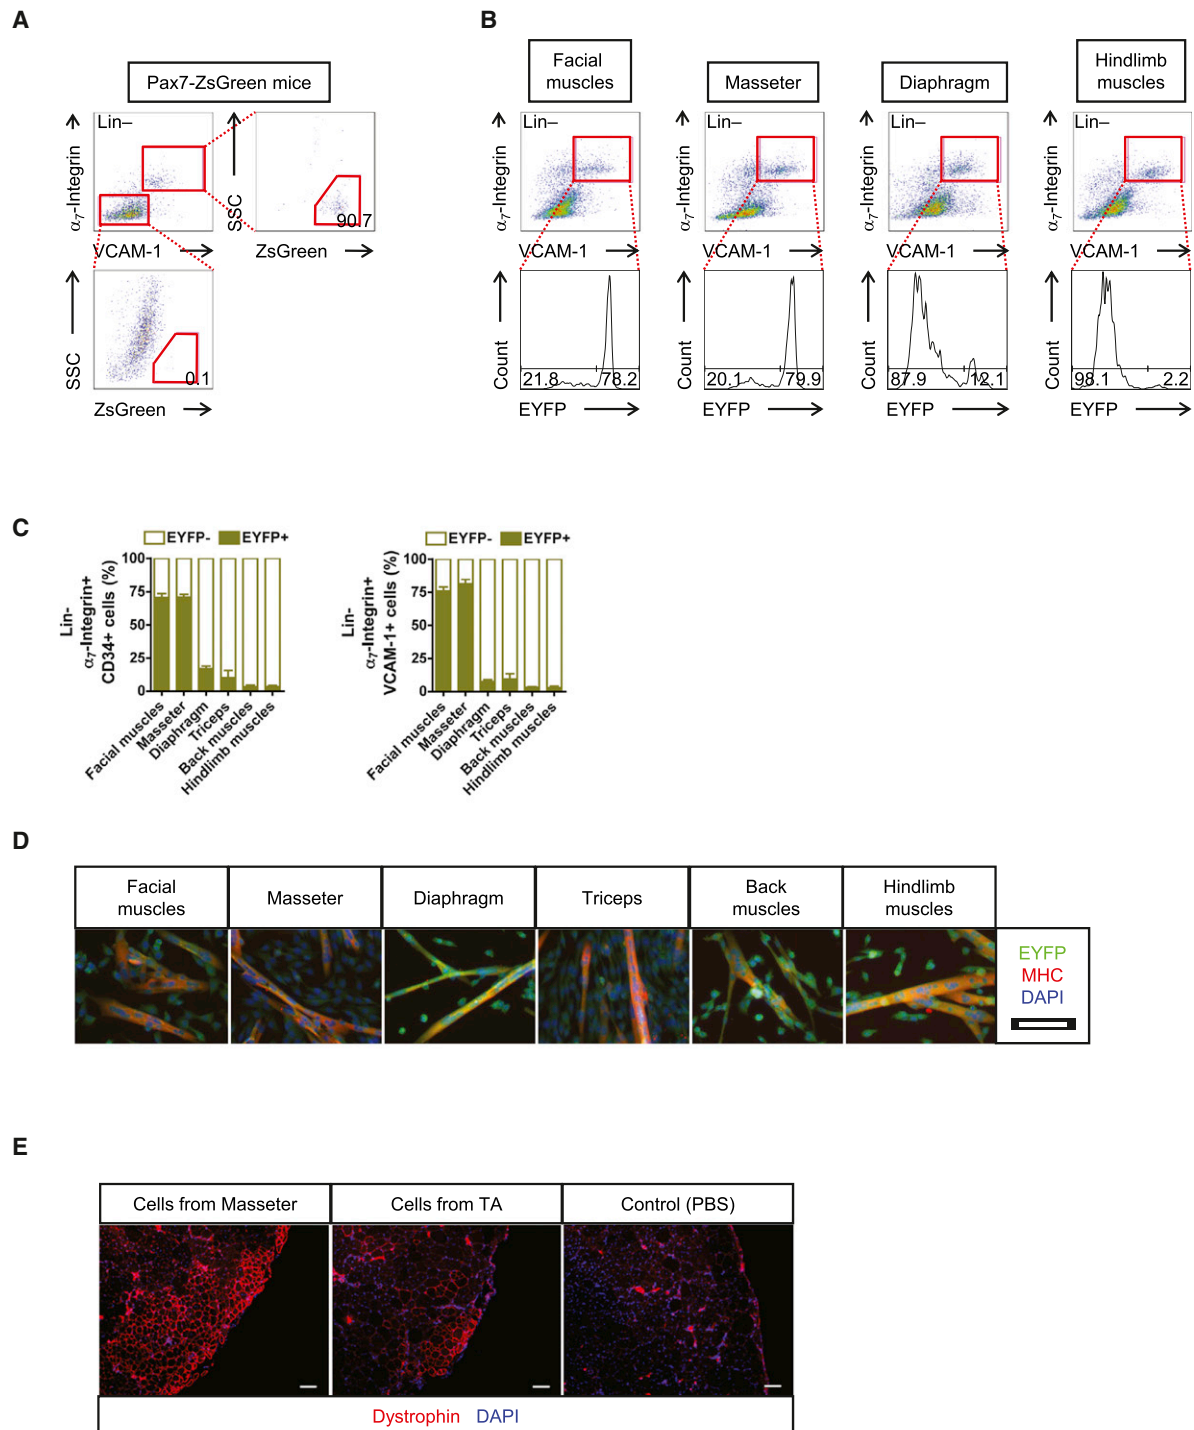 A
Pax7-ZsGreen mice
Lin–
α7-Integrin
VCAM-1
SSC
90.7
ZsGreen
SSC
0.1
ZsGreen
B
Facial
muscles
Masseter
Diaphragm
Hindlimb
muscles
Lin–
α7-Integrin
VCAM-1
Lin–
α7-Integrin
VCAM-1
Lin–
α7-Integrin
VCAM-1
Lin–
α7-Integrin
VCAM-1
Count
21.8 78.2
EYFP
Count
20.1 79.9
EYFP
Count
87.9 12.1
EYFP
Count
98.1 2.2
EYFP
C
EYFP- EYFP+
Lin-
α7-Integrin+
CD34+ cells (%)
100
75
50
25
0
Facial muscles
Masseter
Diaphragm
Triceps
Back muscles
Hindlimb muscles
EYFP- EYFP+
Lin-
α7-Integrin+
VCAM-1+ cells (%)
100
75
50
25
0
Facial muscles
Masseter
Diaphragm
Triceps
Back muscles
Hindlimb muscles
D
Facial
muscles
Masseter
Diaphragm
Triceps
Back
muscles
Hindlimb
muscles
EYFP
MHC
DAPI
E
Cells from Masseter
Cells from TA
Control (PBS)
Dystrophin DAPI